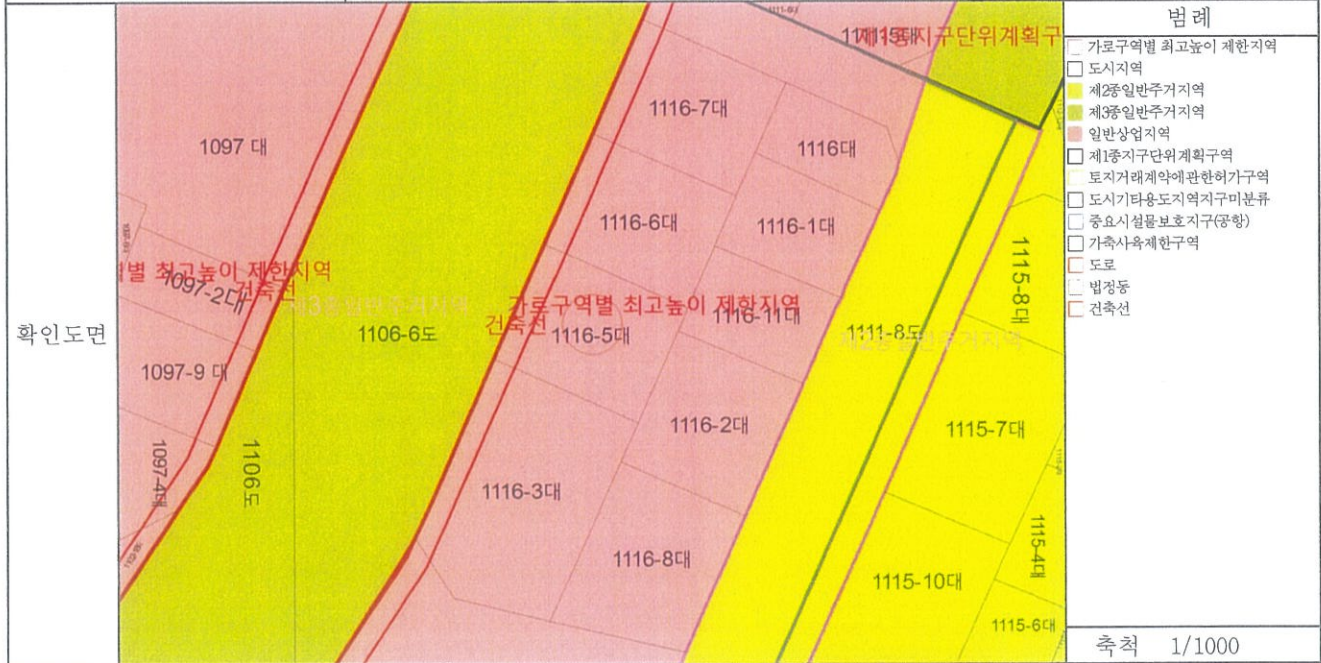 확인도면
제1종지구단위계획구
1116-7대
1097 대
1116대
1116-6대
1116-1대
1115-8대
별 최고높이 제한지역
1097-2대
건축선
제3종일반주거지역
가로구역별 최고높이 제한지역
건축선
1116-11대
1106-6도
1116-5대
1111-8도
제2종일반주거지역
1097-9 대
1116-2대
1115-7대
1097-4대
1106도
1116-3대
1116-8대
1115-4대
1115-10대
1115-6대
범례
가로구역별 최고높이 제한지역
도시지역
제2종일반주거지역
제3종일반주거지역
일반상업지역
제1종지구단위계획구역
토지거래계약에관한허가구역
도시기타용도지역지구미분류
중요시설물보호지구(공항)
가축사육제한구역
도로
법정동
건축선
축척 1/1000